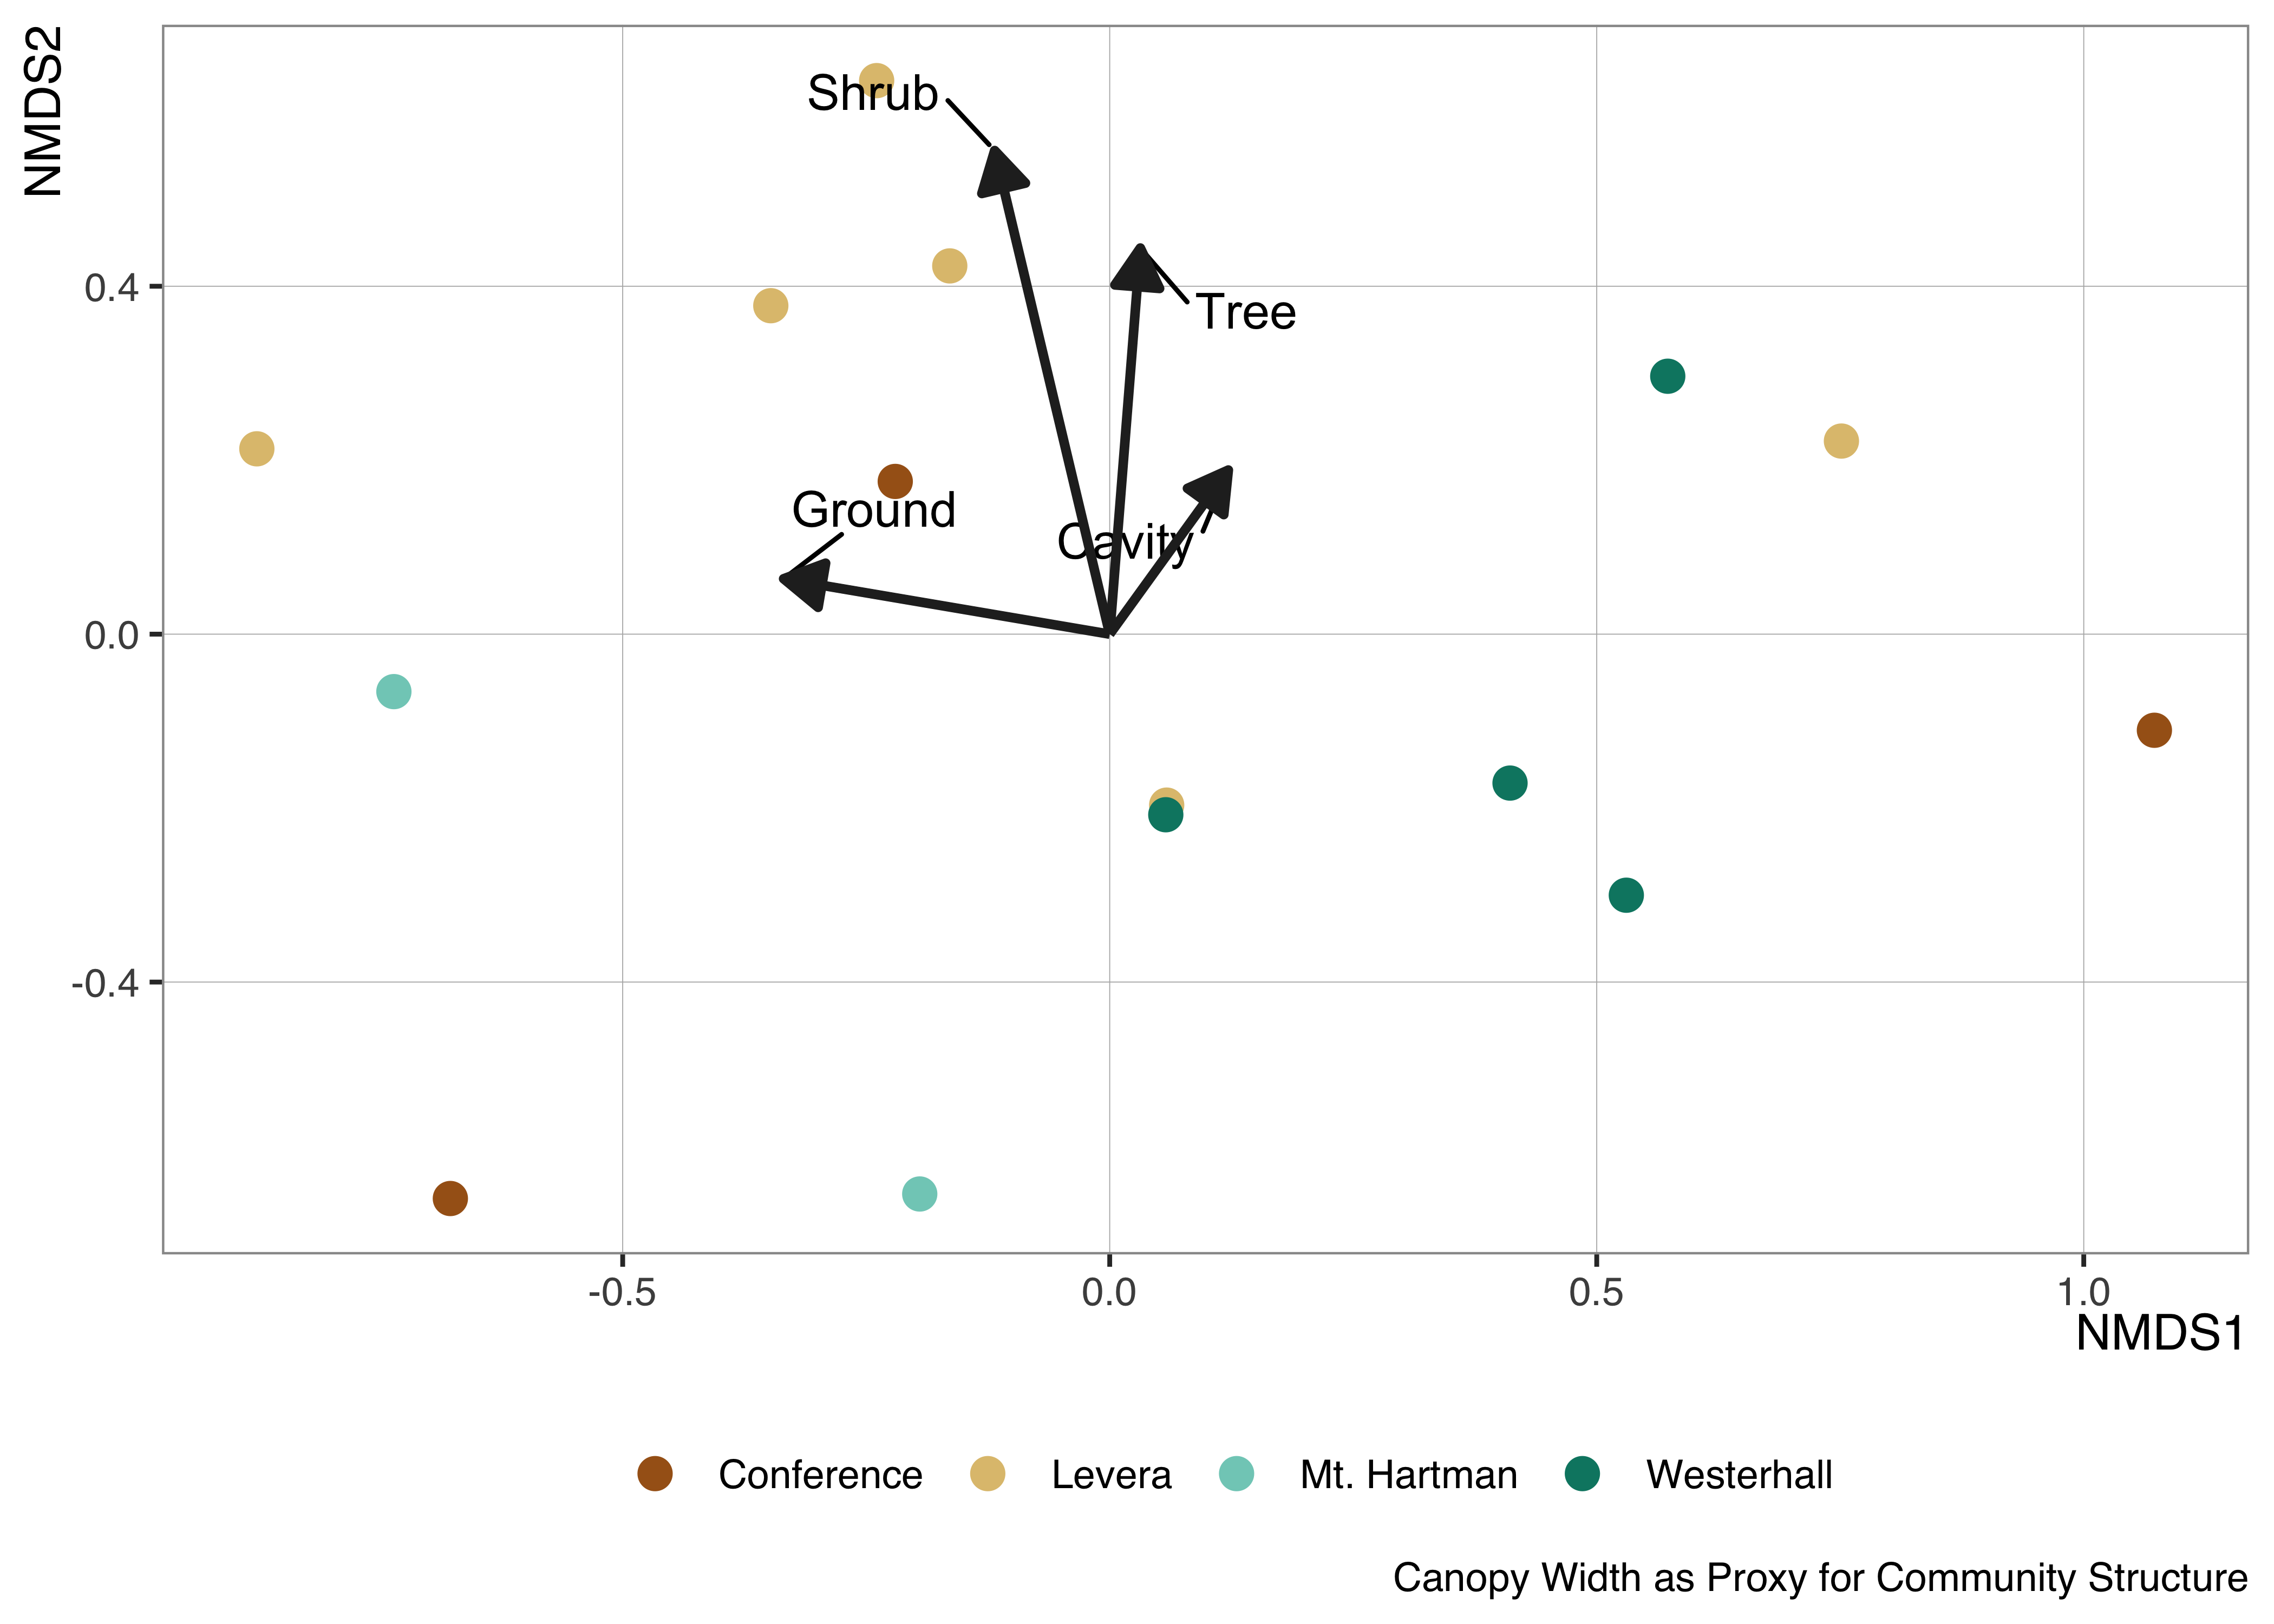 NMDS2
Shrub
0.4
Tree
Ground
Cavity
0.0
-0.4
-0.5 0.0 0.5 1.0
NMDS1
Conference Levera Mt. Hartman Westerhall
Canopy Width as Proxy for Community Structure